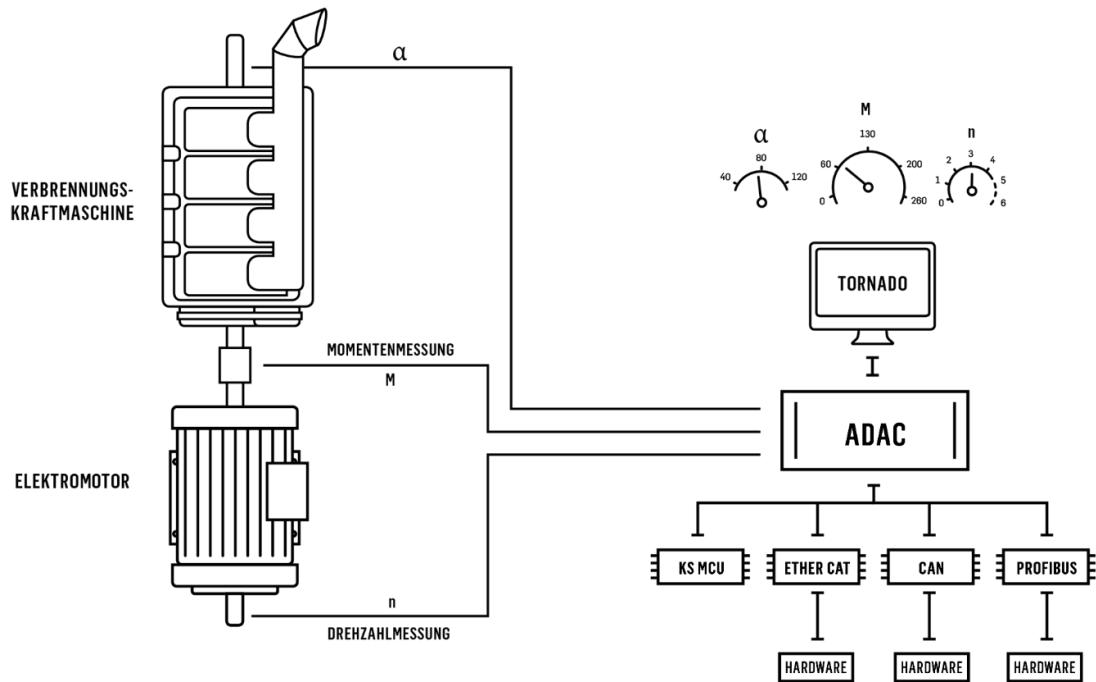 α
VERBRENNUNGS-
KRAFTMASCHINE
MOMENTENMESSUNG
M
ELEKTROMOTOR
n
DREHZAHLMESSUNG
α
40
80
120
M
0
60
130
200
260
n
0
1
2
3
4
5
6
TORNADO
ADAC
KS MCU
ETHER CAT
CAN
PROFIBUS
HARDWARE
HARDWARE
HARDWARE